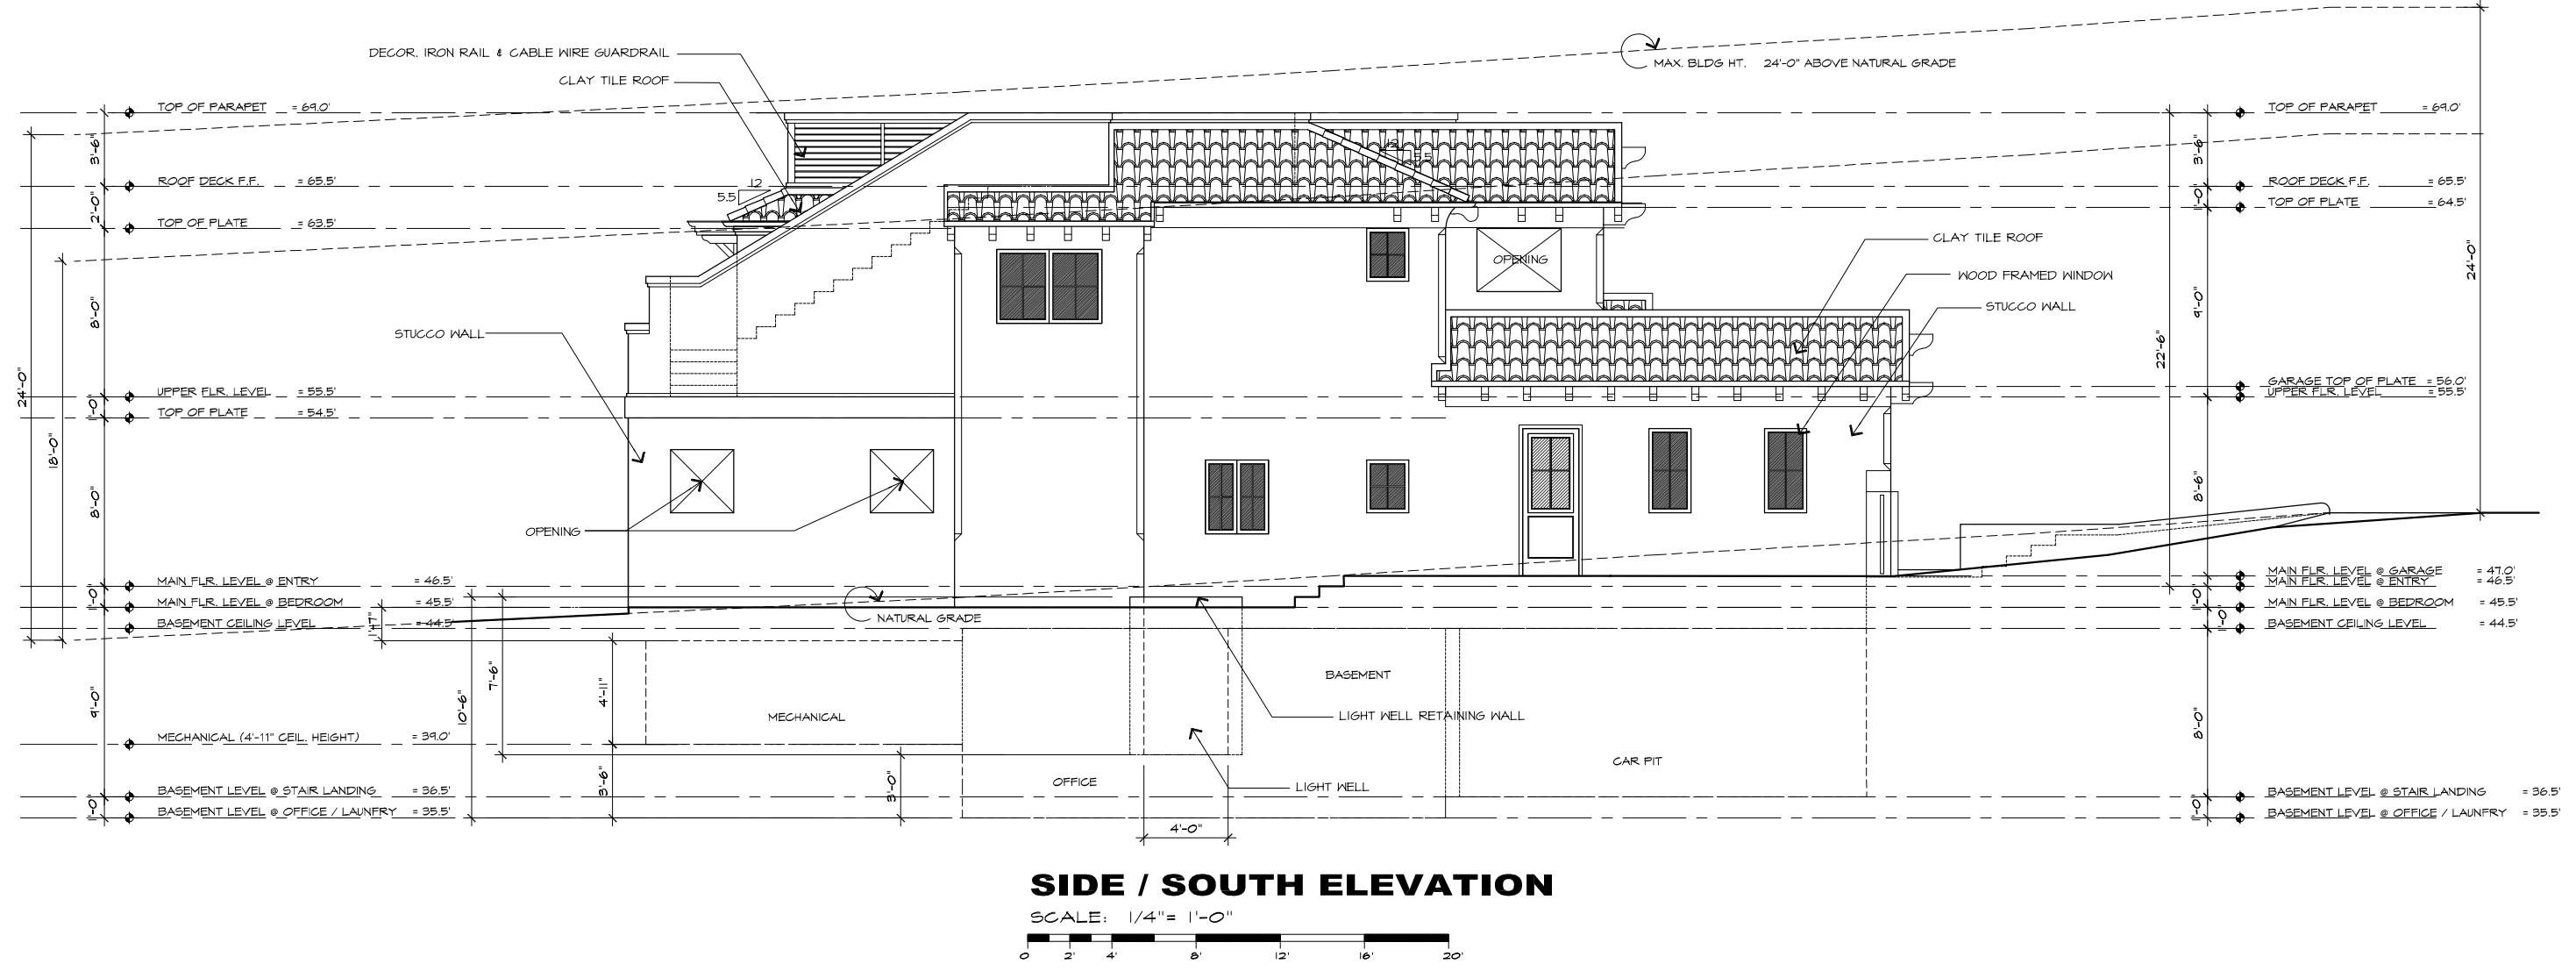 DECOR. IRON RAIL & CABLE WIRE GUARDRAIL
CLAY TILE ROOF
MAX. BLDG HT. 24'-0" ABOVE NATURAL GRADE
TOP OF PARAPET = 69.0'
TOP OF PARAPET = 69.0'
3'-6"
3'-6"
12
5.5
12
5.5
ROOF DECK F.F. = 65.5'
ROOF DECK F.F. = 65.5'
2'-0"
TOP OF PLATE = 63.5'
TOP OF PLATE = 64.5'
CLAY TILE ROOF
OPENING
WOOD FRAMED WINDOW
STUCCO WALL
24'-0"
8'-0"
9'-0"
STUCCO WALL
22'-6"
24'-0"
UPPER FLR. LEVEL = 55.5'
GARAGE TOP OF PLATE = 56.0'
UPPER FLR. LEVEL = 55.5'
TOP OF PLATE = 54.5'
18'-0"
8'-0"
8'-6"
OPENING
MAIN FLR. LEVEL @ ENTRY = 46.5'
MAIN FLR. LEVEL @ GARAGE = 47.0'
MAIN FLR. LEVEL @ ENTRY = 46.5'
MAIN FLR. LEVEL @ BEDROOM = 45.5'
MAIN FLR. LEVEL @ BEDROOM = 45.5'
NATURAL GRADE
BASEMENT CEILING LEVEL = 44.5'
BASEMENT CEILING LEVEL = 44.5'
BASEMENT
9'-0"
10'-6"
7'-6"
4'-11"
MECHANICAL
LIGHT WELL RETAINING WALL
8'-0"
MECHANICAL (4'-11" CEIL. HEIGHT) = 39.0'
CAR PIT
3'-6"
3'-0"
OFFICE
LIGHT WELL
BASEMENT LEVEL @ STAIR LANDING = 36.5'
BASEMENT LEVEL @ STAIR LANDING = 36.5'
BASEMENT LEVEL @ OFFICE / LAUNFRY = 35.5'
BASEMENT LEVEL @ OFFICE / LAUNFRY = 35.5'
4'-0"
SIDE / SOUTH ELEVATION
SCALE: 1/4"= 1'-0"
0 2' 4' 8' 12' 16' 20'